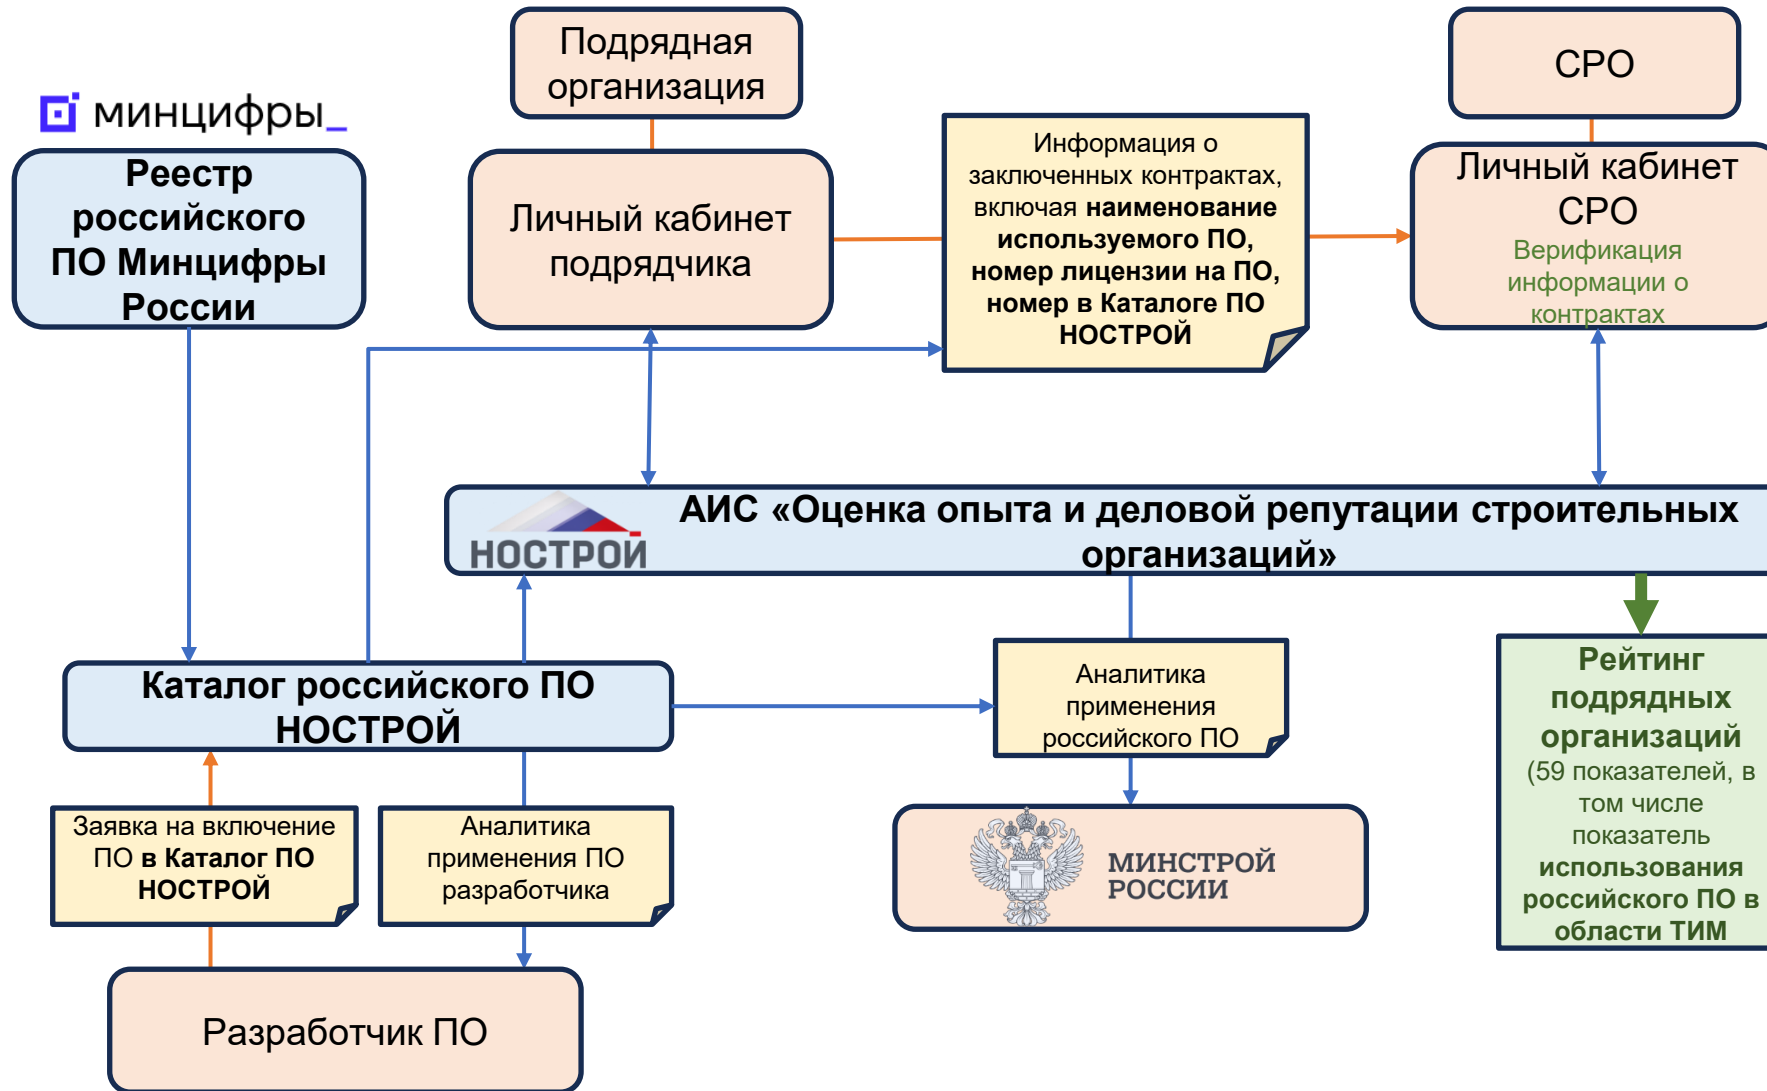 минцифры_
Реестр
российского
ПО Минцифры
России
Подрядная
организация
Личный кабинет
подрядчика
Информация о
заключенных контрактах,
включая наименование
используемого ПО,
номер лицензии на ПО,
номер в Каталоге ПО
НОСТРОЙ
СРО
Личный кабинет
СРО
Верификация
информации о
контрактах
НОСТРОЙ
АИС «Оценка опыта и деловой репутации строительных
организаций»
Каталог российского ПО
НОСТРОЙ
Аналитика
применения
российского ПО
Рейтинг
подрядных
организаций
(59 показателей, в
том числе
показатель
использования
российского ПО в
области ТИМ
Заявка на включение
ПО в Каталог ПО
НОСТРОЙ
Аналитика
применения ПО
разработчика
МИНСТРОЙ
РОССИИ
Разработчик ПО